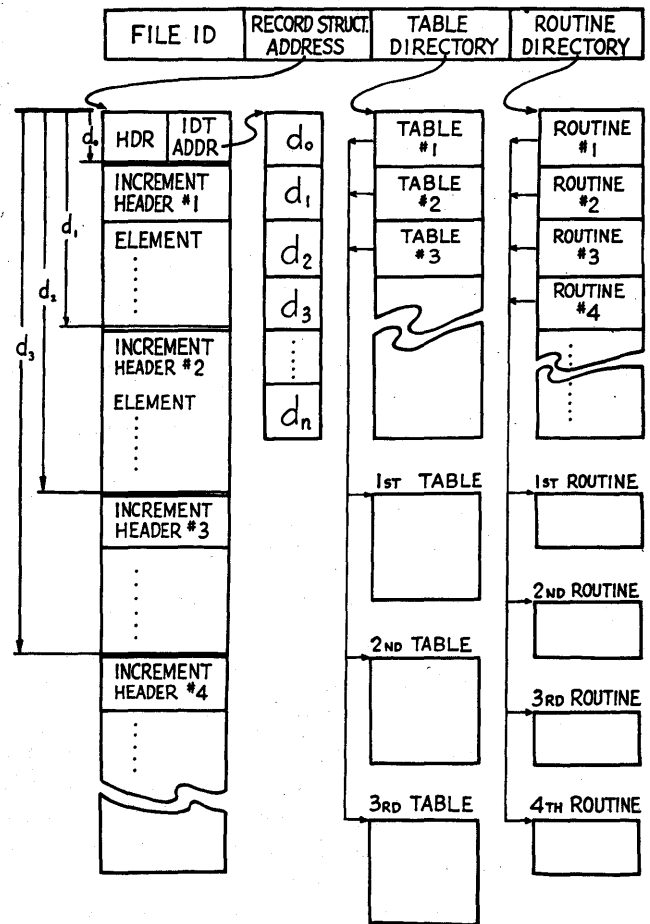 FILE ID
RECORD STRUCT. ADDRESS
TABLE DIRECTORY
ROUTINE DIRECTORY
d₀
d₁
d₂
d₃
HDR
IDT ADDR
INCREMENT HEADER #1
ELEMENT
INCREMENT HEADER #2
ELEMENT
INCREMENT HEADER #3
INCREMENT HEADER #4
d₀
d₁
d₂
d₃
dₙ
TABLE #1
TABLE #2
TABLE #3
1ST TABLE
2ND TABLE
3RD TABLE
ROUTINE #1
ROUTINE #2
ROUTINE #3
ROUTINE #4
1ST ROUTINE
2ND ROUTINE
3RD ROUTINE
4TH ROUTINE